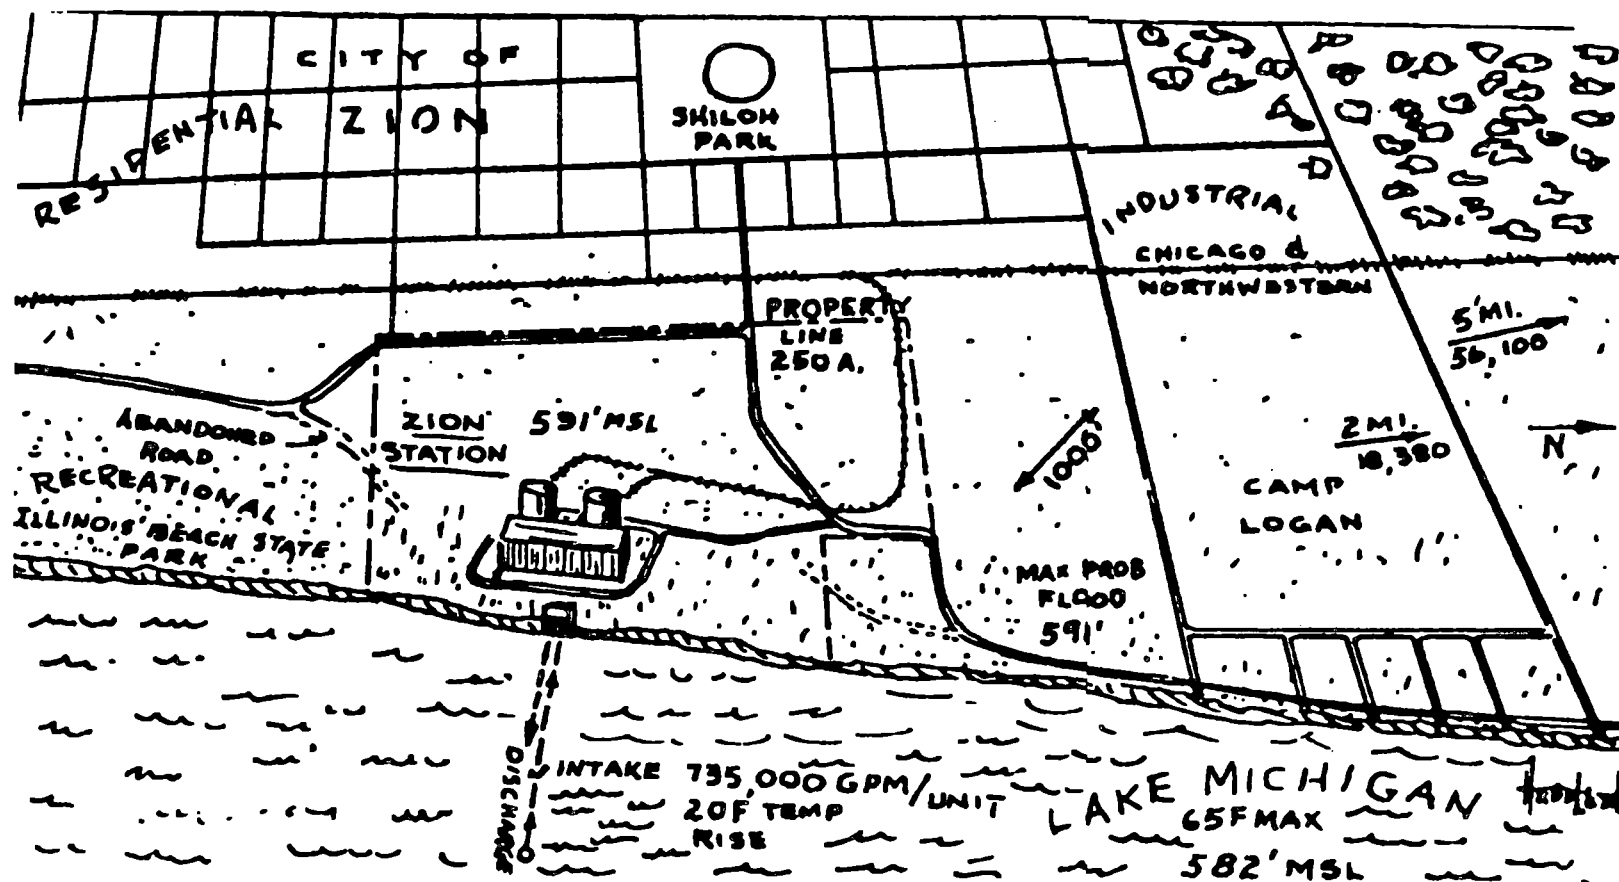 CITY OF
ZION
RESIDENTIAL
SHILOH
PARK
INDUSTRIAL
CHICAGO &
NORTHWESTERN
PROPERTY
LINE
250 A.
5 MI.
56,100
ABANDONED
ROAD
ZION
STATION
591' MSL
2 MI.
18,380
N
RECREATIONAL
ILLINOIS BEACH STATE
PARK
CAMP
LOGAN
MAX PROB
FLOOD
591'
DISCHARGE
INTAKE 735,000 GPM/UNIT
20F TEMP
RISE
LAKE MICHIGAN
65F MAX
582' MSL